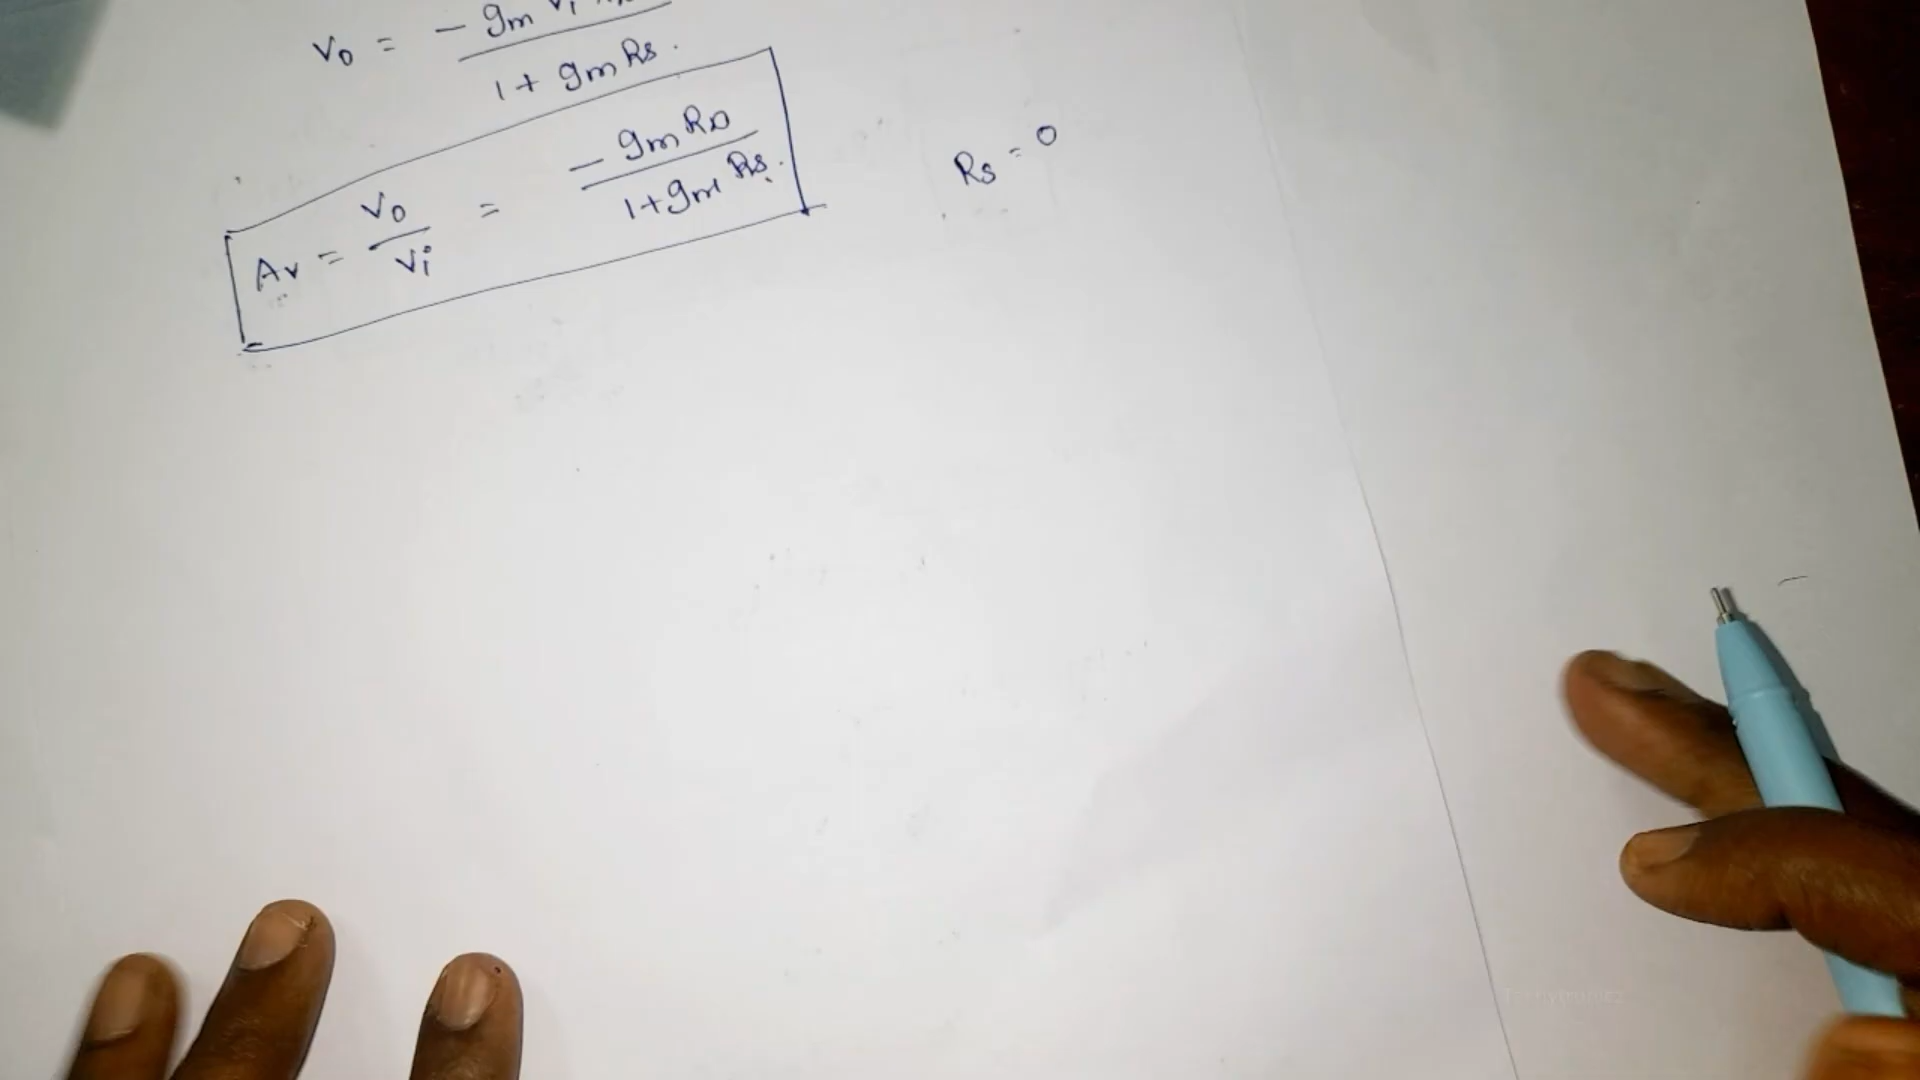 V0 = - gm Vi
1 + gm Rs.
Av = V0 / Vi = - gm RD / 1 + gm Rs.
Rs = 0